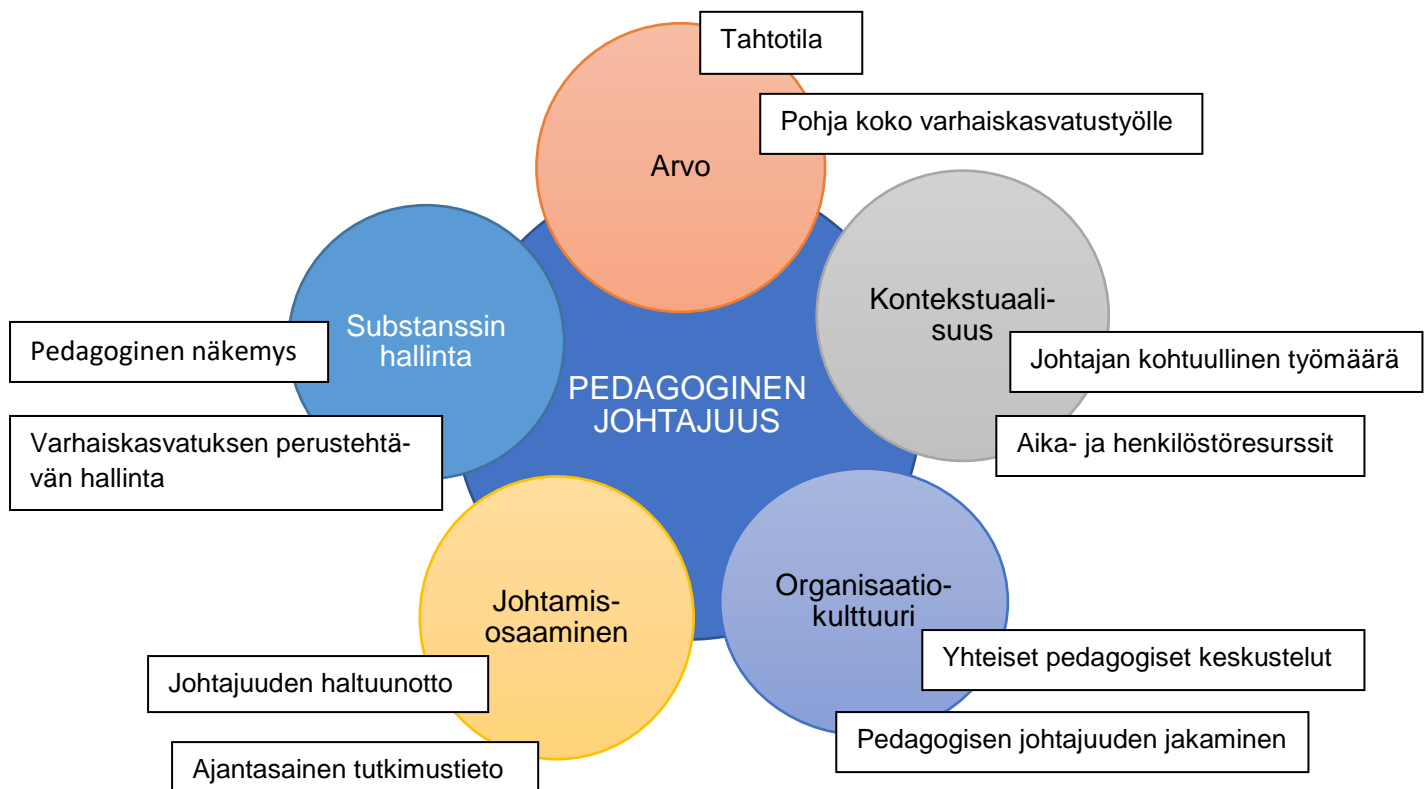 Tahtotila
Pohja koko varhaiskasvatustyölle
Arvo
Kontekstuaali-
suus
Johtajan kohtuullinen työmäärä
Aika- ja henkilöstöresurssit
Substanssin
hallinta
Pedagoginen näkemys
Varhaiskasvatuksen perustehtä-
vän hallinta
PEDAGOGINEN
JOHTAJUUS
Johtamis-
osaaminen
Johtajuuden haltuunotto
Ajantasainen tutkimustieto
Organisaatio-
kulttuuri
Yhteiset pedagogiset keskustelut
Pedagogisen johtajuuden jakaminen